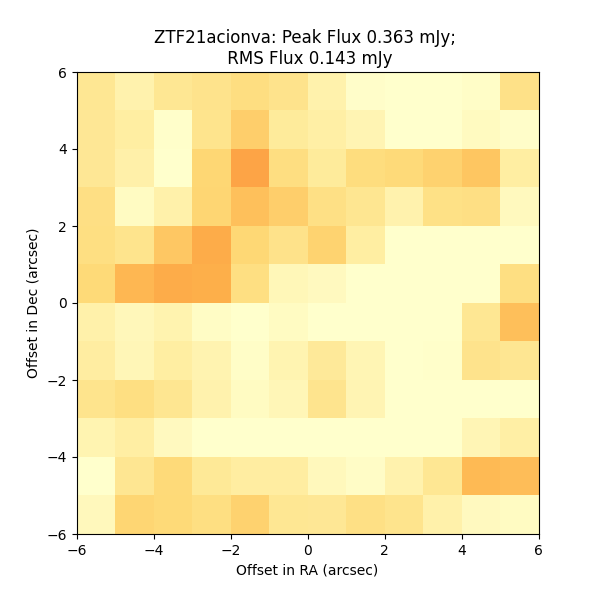 ZTF21acionva: Peak Flux 0.363 mJy;
RMS Flux 0.143 mJy
6
4
2
0
−2
−4
−6
Offset in Dec (arcsec)
−6 −4 −2 0 2 4 6
Offset in RA (arcsec)